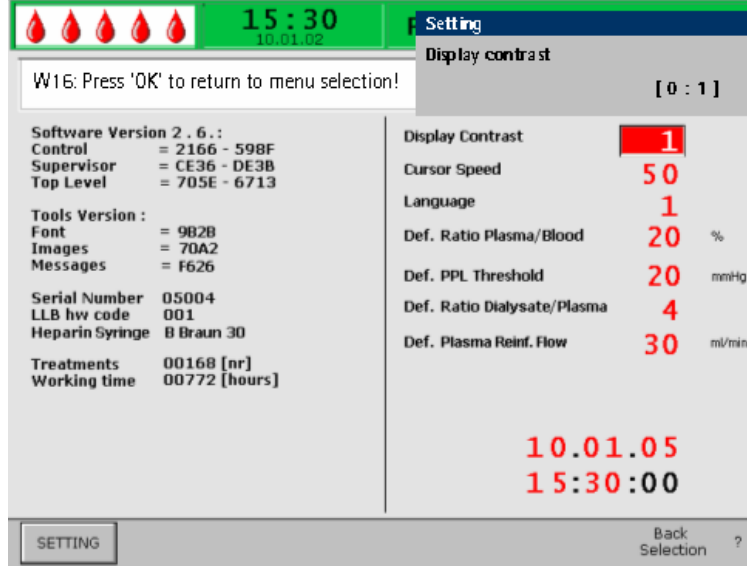 15:30
10.01.02
Setting
Display contrast
[0:1]
W16: Press 'OK' to return to menu selection!
Software Version 2.6.:
Control = 2166 - 598F
Supervisor = CE36 - DE3B
Top Level = 705E - 6713
Tools Version :
Font = 9B2B
Images = 70A2
Messages = F626
Serial Number 05004
LLB hw code 001
Heparin Syringe B Braun 30
Treatments 00168 [nr]
Working time 00772 [hours]
Display Contrast 1
Cursor Speed 50
Language 1
Def. Ratio Plasma/Blood 20 %
Def. PPL Threshold 20 mmHg
Def. Ratio Dialysate/Plasma 4
Def. Plasma Reinf. Flow 30 ml/min
10.01.05
15:30:00
SETTING
Back
Selection
?